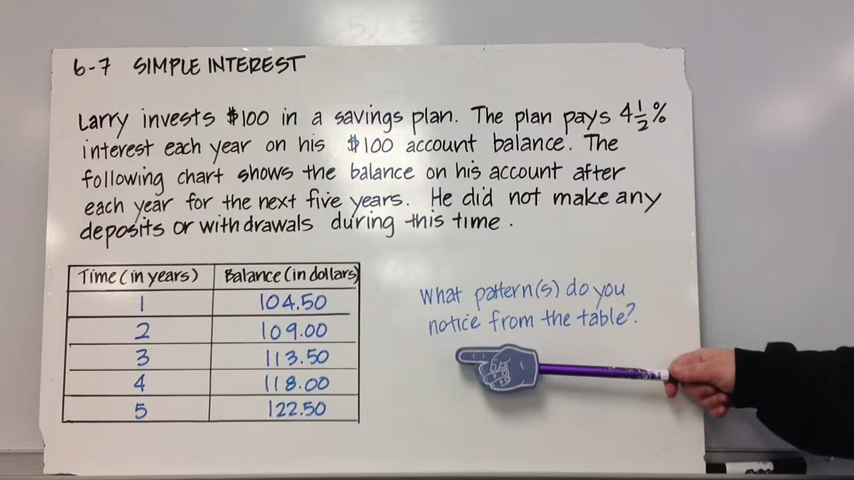 6-7 SIMPLE INTEREST
Larry invests $100 in a savings plan. The plan pays 4½%
interest each year on his $100 account balance. The
following chart shows the balance on his account after
each year for the next five years. He did not make any
deposits or withdrawals during this time.
Time (in years) Balance (in dollars)
1 104.50
2 109.00
3 113.50
4 118.00
5 122.50
What pattern(s) do you
notice from the table?